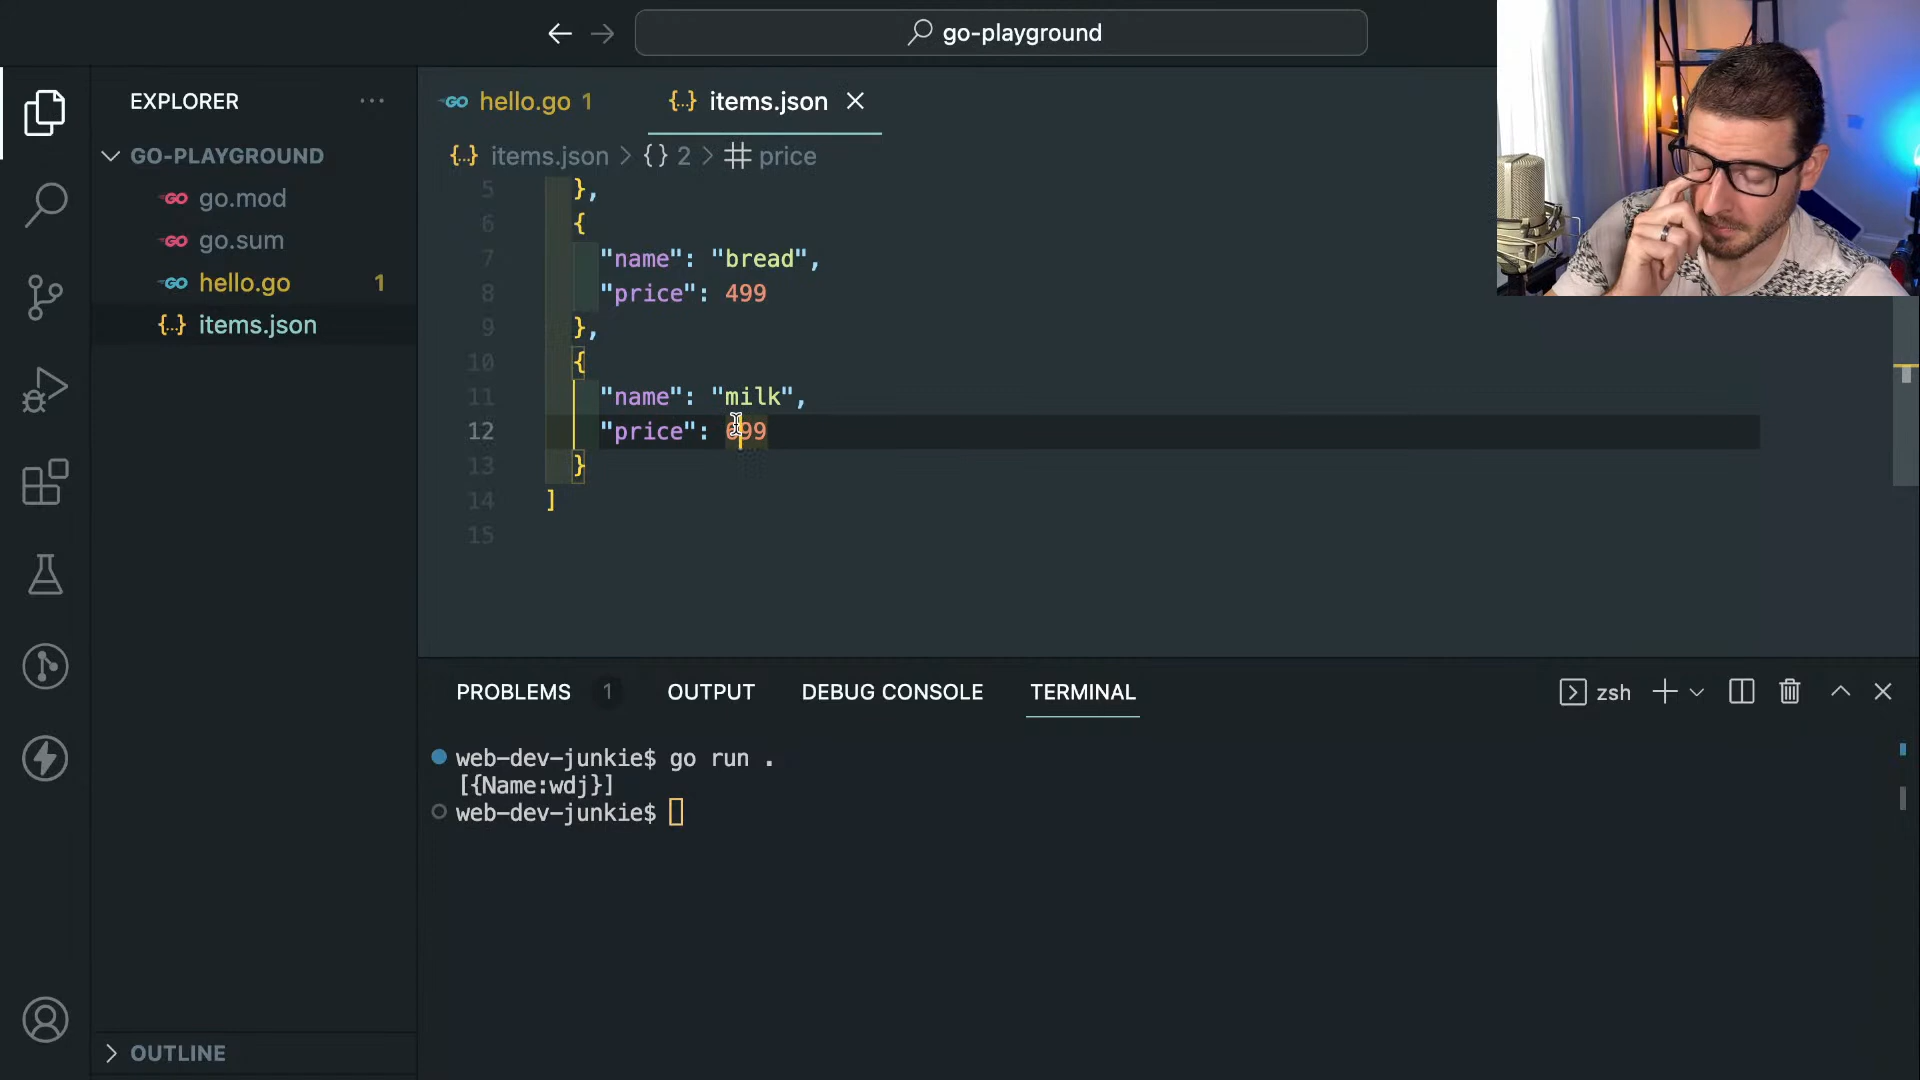 go-playground
EXPLORER
GO-PLAYGROUND
go.mod
go.sum
hello.go 1
items.json
OUTLINE
hello.go 1
items.json
items.json > {} 2 > # price
5 },
6 {
7 "name": "bread",
8 "price": 499
9 },
10 {
11 "name": "milk",
12 "price": 699
13 }
14 ]
15
PROBLEMS 1 OUTPUT DEBUG CONSOLE TERMINAL
zsh
web-dev-junkie$ go run .
[{Name:wdj}]
web-dev-junkie$